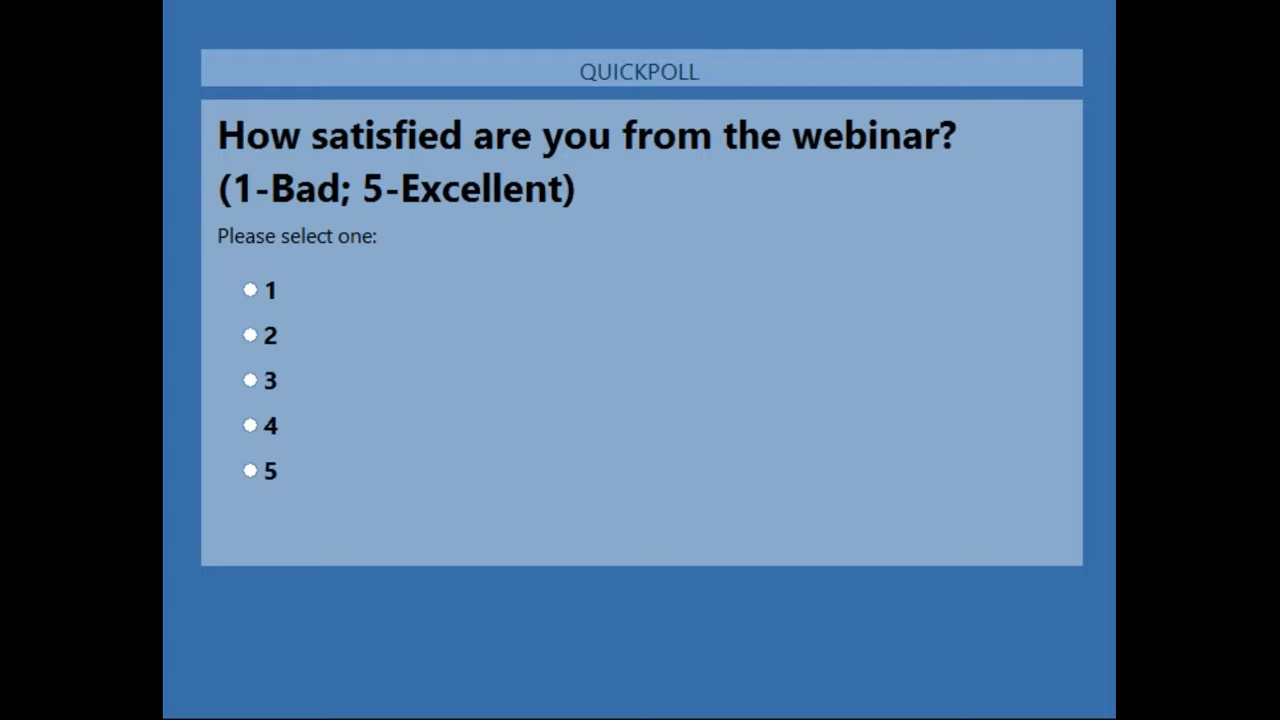 QUICKPOLL
How satisfied are you from the webinar?
(1-Bad; 5-Excellent)
Please select one:
1
2
3
4
5